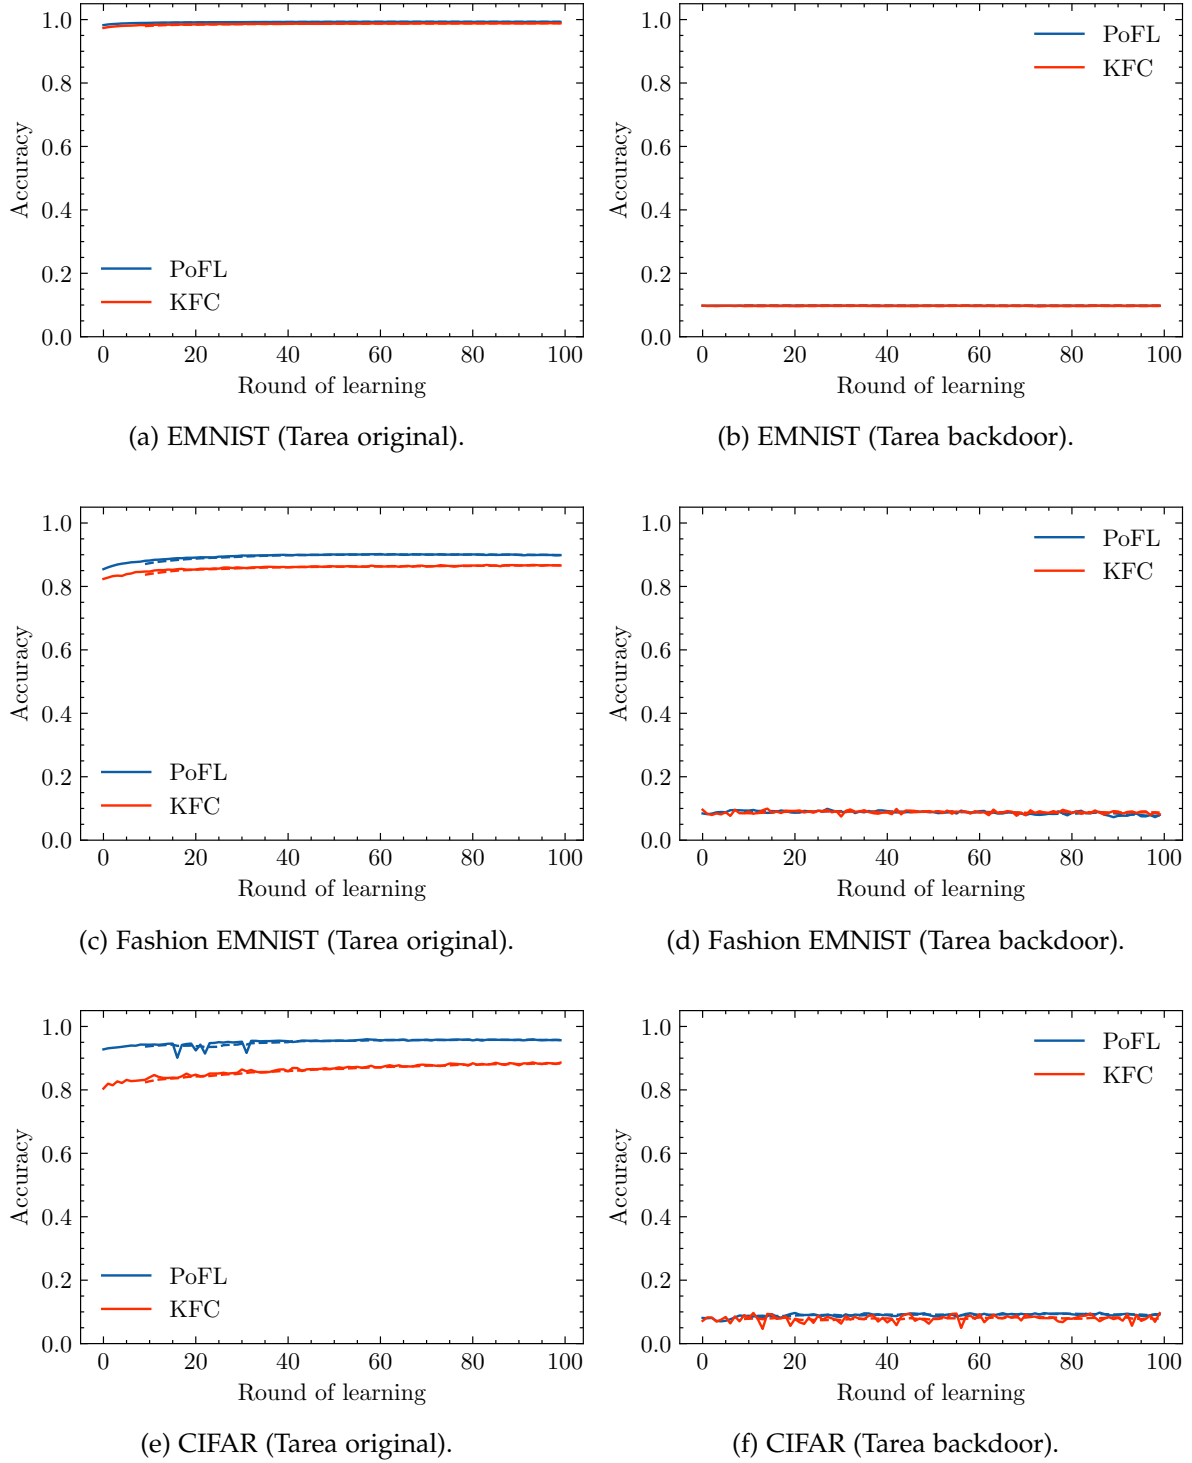 1.0
0.8
0.6
0.4
0.2
0.0
Accuracy
PoFL
KFC
0 20 40 60 80 100
Round of learning
(a) EMNIST (Tarea original).
1.0
0.8
0.6
0.4
0.2
0.0
Accuracy
PoFL
KFC
0 20 40 60 80 100
Round of learning
(b) EMNIST (Tarea backdoor).
1.0
0.8
0.6
0.4
0.2
0.0
Accuracy
PoFL
KFC
0 20 40 60 80 100
Round of learning
(c) Fashion EMNIST (Tarea original).
1.0
0.8
0.6
0.4
0.2
0.0
Accuracy
PoFL
KFC
0 20 40 60 80 100
Round of learning
(d) Fashion EMNIST (Tarea backdoor).
1.0
0.8
0.6
0.4
0.2
0.0
Accuracy
PoFL
KFC
0 20 40 60 80 100
Round of learning
(e) CIFAR (Tarea original).
1.0
0.8
0.6
0.4
0.2
0.0
Accuracy
PoFL
KFC
0 20 40 60 80 100
Round of learning
(f) CIFAR (Tarea backdoor).